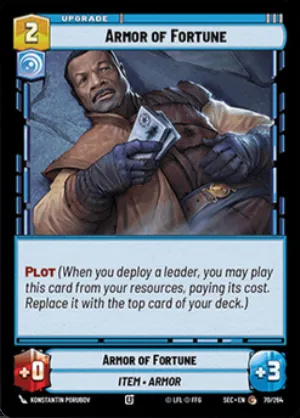 UPGRADE
2
ARMOR OF FORTUNE
PLOT (When you deploy a leader, you may
play this card from your resources, paying its cost.
Replace it with the top card of your deck.)
+0
ARMOR OF FORTUNE
ITEM • ARMOR
+3
KONSTANTIN PORUBOV
U
© LFL © FFG
SEC • EN
70/264